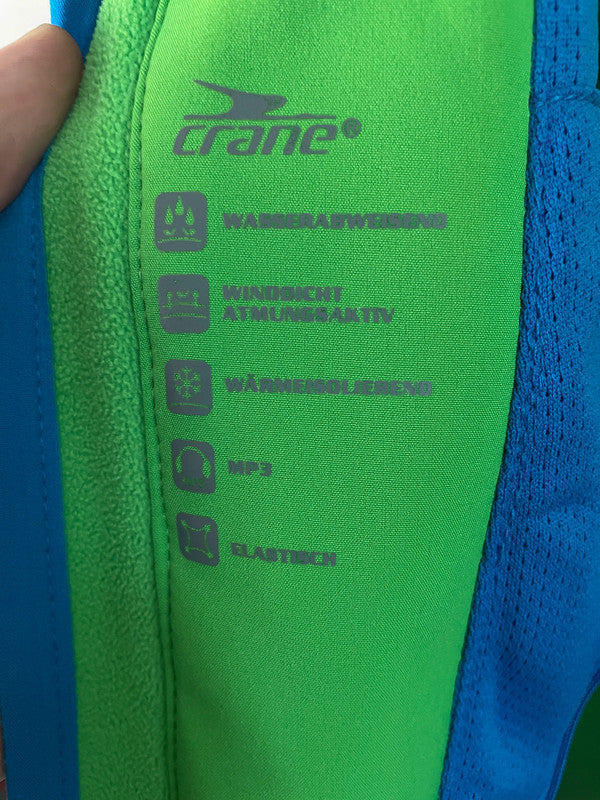 crane®
WASSERABWEISEND
WINDDICHT
ATMUNGSAKTIV
WÄRMEISOLIEREND
MP3
ELASTISCH